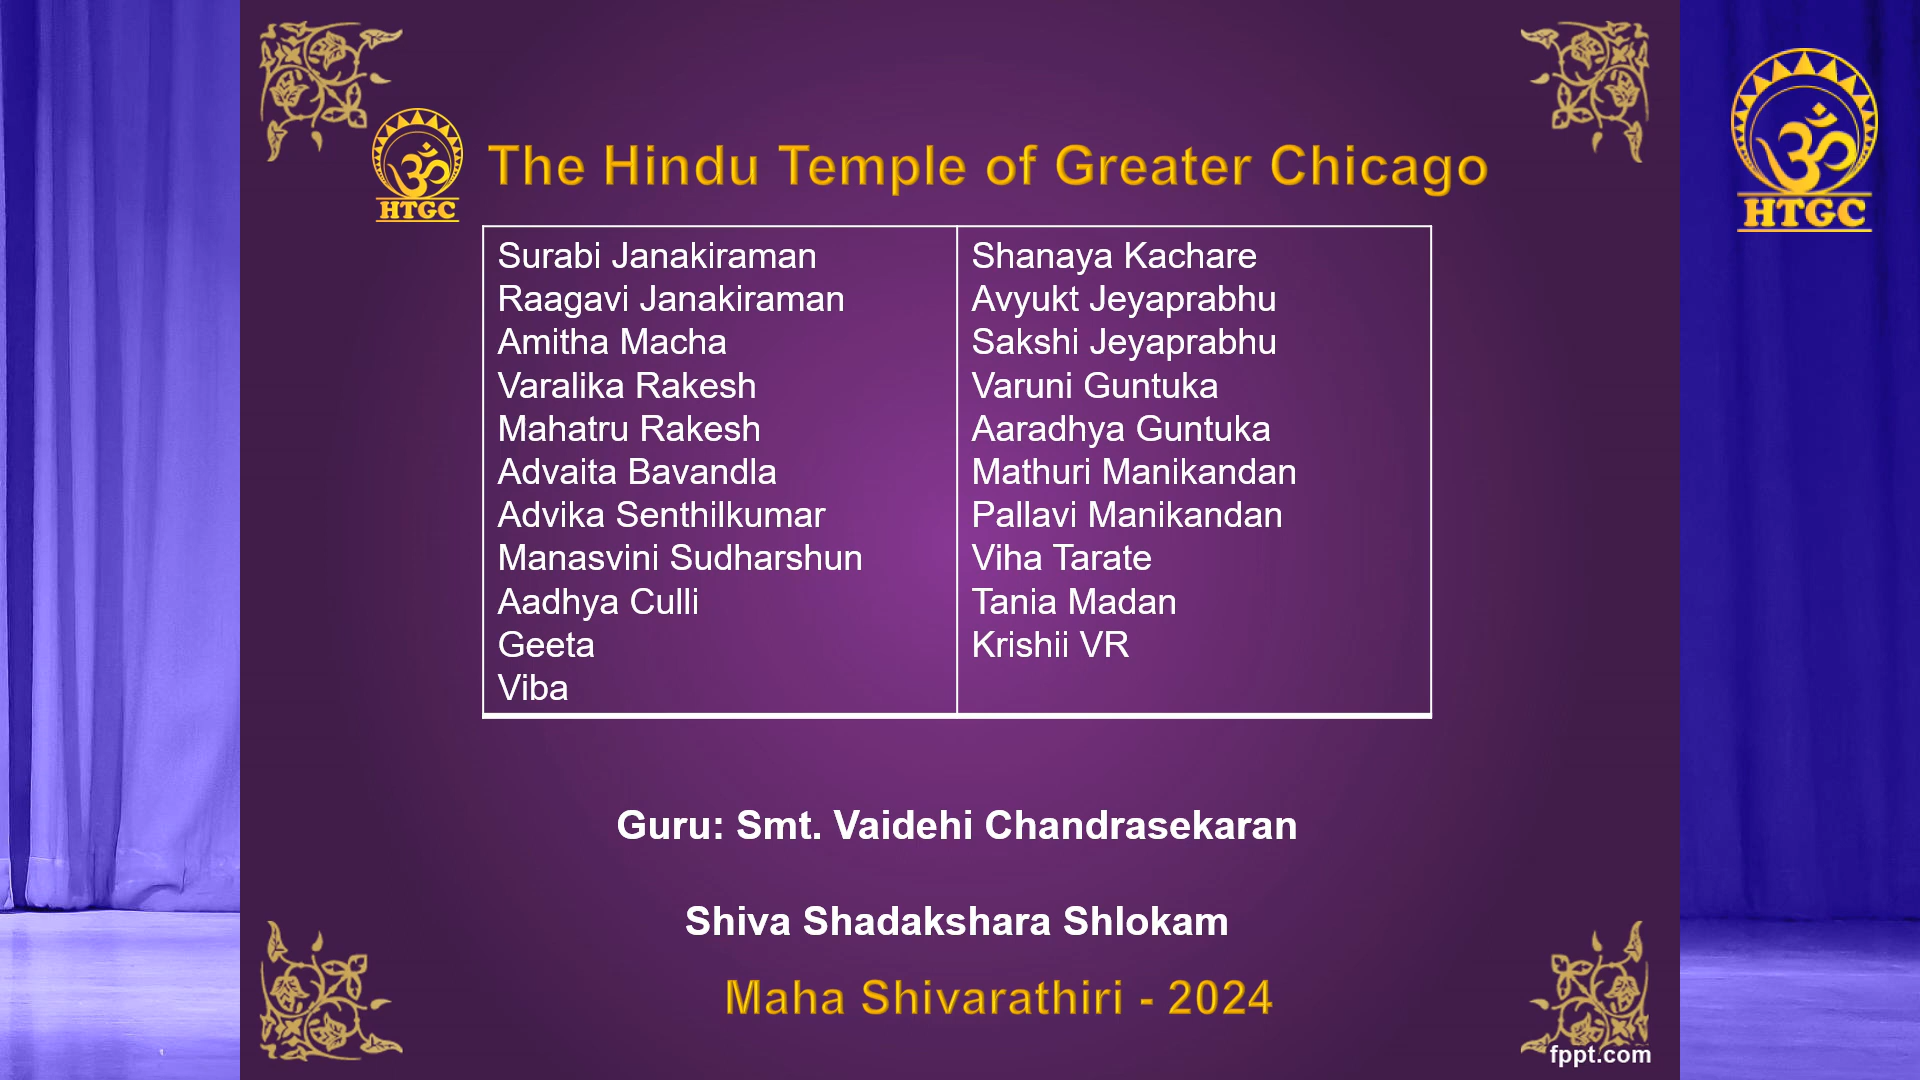 The Hindu Temple of Greater Chicago
ॐ
HTGC
ॐ
HTGC
Surabi Janakiraman
Raagavi Janakiraman
Amitha Macha
Varalika Rakesh
Mahatru Rakesh
Advaita Bavandla
Advika Senthilkumar
Manasvini Sudharshun
Aadhya Culli
Geeta
Viba
Shanaya Kachare
Avyukt Jeyaprabhu
Sakshi Jeyaprabhu
Varuni Guntuka
Aaradhya Guntuka
Mathuri Manikandan
Pallavi Manikandan
Viha Tarate
Tania Madan
Krishii VR
Guru: Smt. Vaidehi Chandrasekaran
Shiva Shadakshara Shlokam
Maha Shivarathiri - 2024
fppt.com